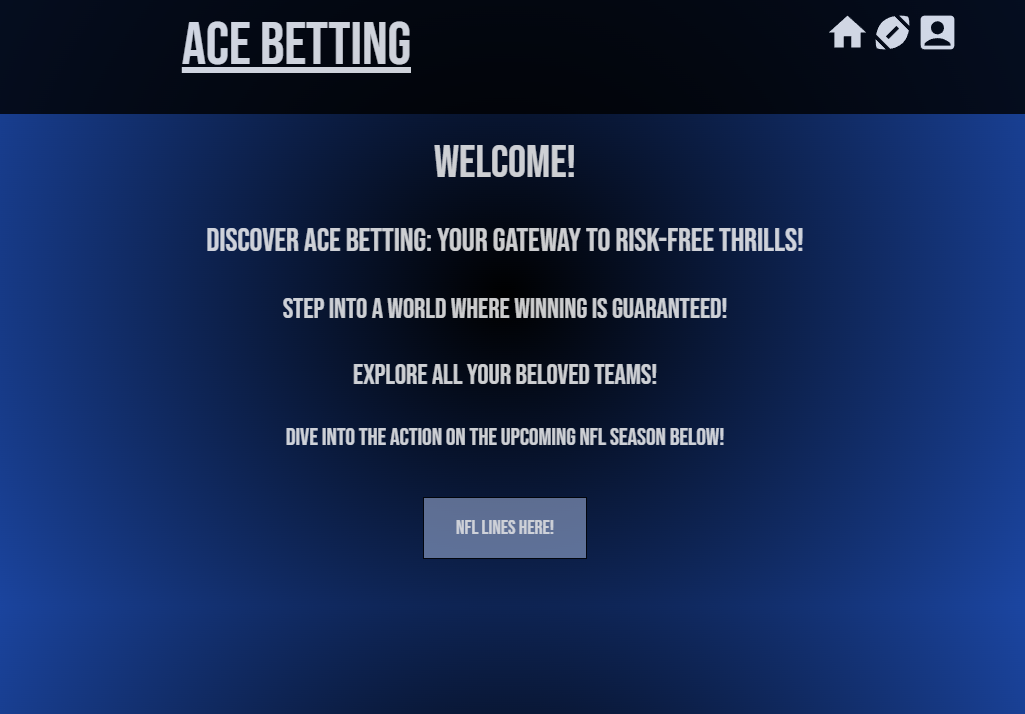 ACE BETTING
WELCOME!
DISCOVER ACE BETTING: YOUR GATEWAY TO RISK-FREE THRILLS!
STEP INTO A WORLD WHERE WINNING IS GUARANTEED!
EXPLORE ALL YOUR BELOVED TEAMS!
DIVE INTO THE ACTION ON THE UPCOMING NFL SEASON BELOW!
NFL LINES HERE!